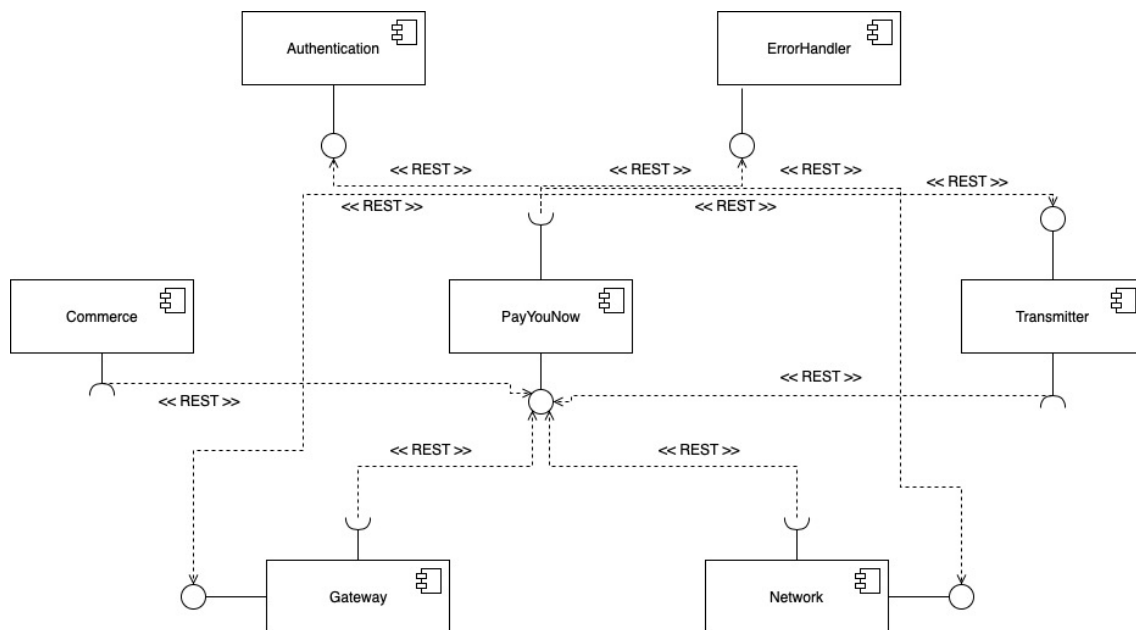 Authentication
ErrorHandler
<< REST >>
<< REST >>
<< REST >>
<< REST >>
<< REST >>
<< REST >>
Commerce
PayYouNow
Transmitter
<< REST >>
<< REST >>
<< REST >>
<< REST >>
Gateway
Network